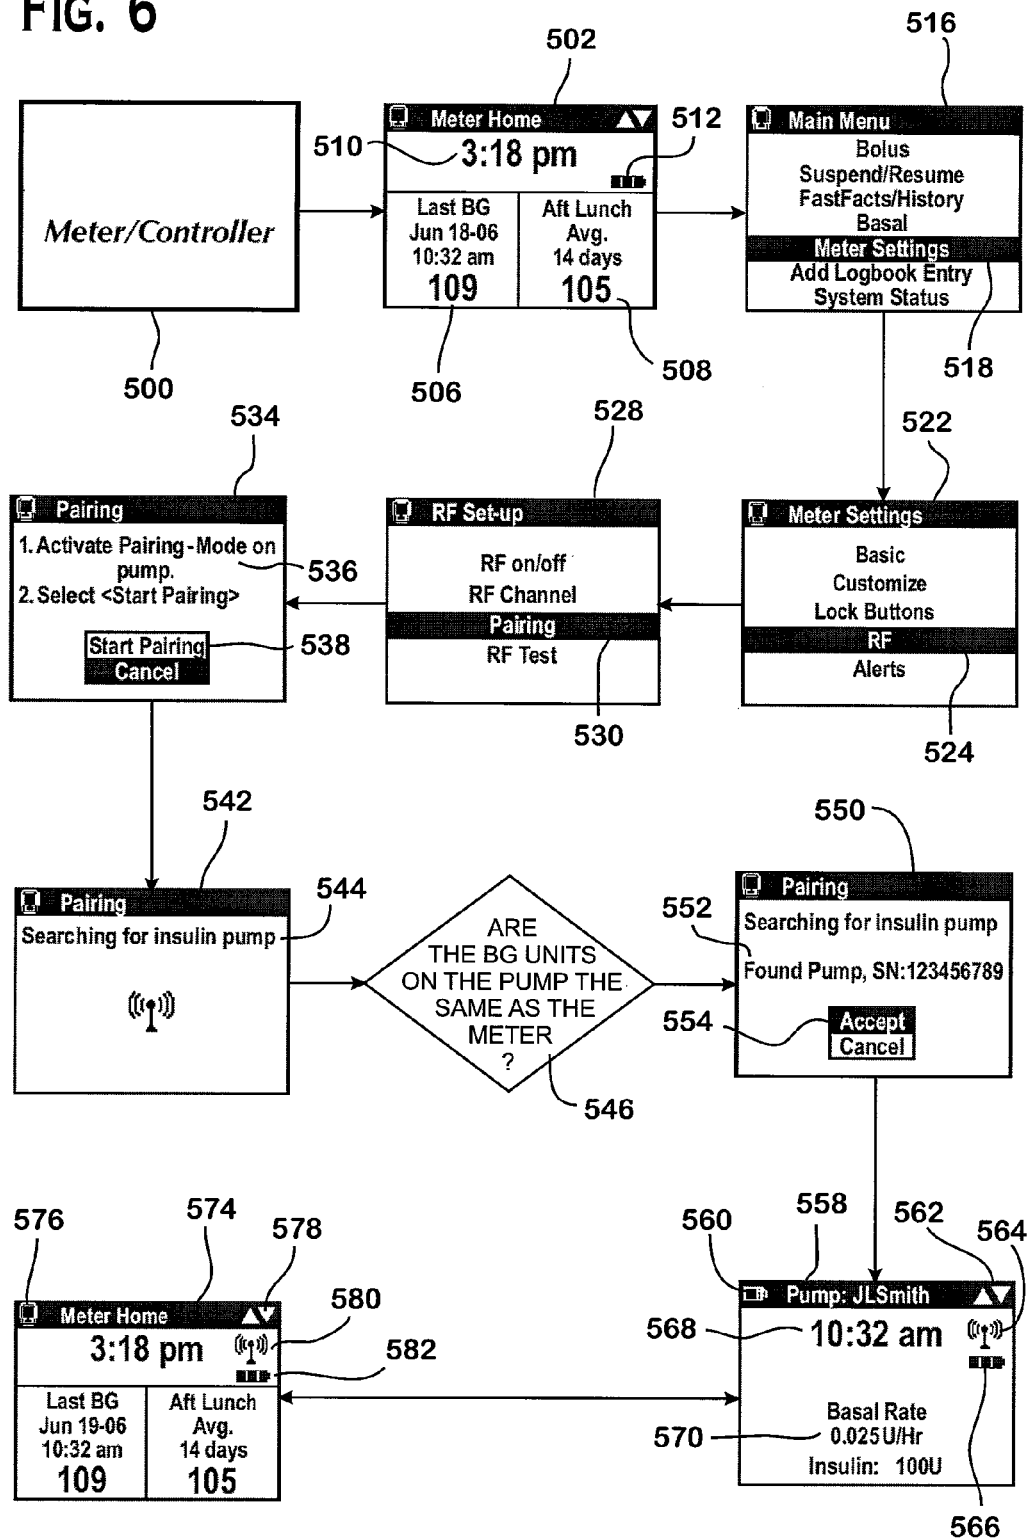 FIG. 6
Meter/Controller
500
502
Meter Home
510
3:18 pm
512
Last BG
Jun 18-06
10:32 am
109
Aft Lunch
Avg.
14 days
105
506
508
516
Main Menu
Bolus
Suspend/Resume
FastFacts/History
Basal
Meter Settings
Add Logbook Entry
System Status
518
534
Pairing
1. Activate Pairing-Mode on
pump.
2. Select <Start Pairing>
536
Start Pairing
538
Cancel
528
RF Set-up
RF on/off
RF Channel
Pairing
RF Test
530
522
Meter Settings
Basic
Customize
Lock Buttons
RF
Alerts
524
542
Pairing
544
Searching for insulin pump
ARE
THE BG UNITS
ON THE PUMP THE
SAME AS THE
METER
?
546
550
Pairing
Searching for insulin pump
552
Found Pump, SN:123456789
554
Accept
Cancel
576
574
578
Meter Home
3:18 pm
580
582
Last BG
Jun 19-06
10:32 am
109
Aft Lunch
Avg.
14 days
105
560
558
562
564
Pump: JLSmith
568
10:32 am
Basal Rate
570
0.025U/Hr
Insulin: 100U
566